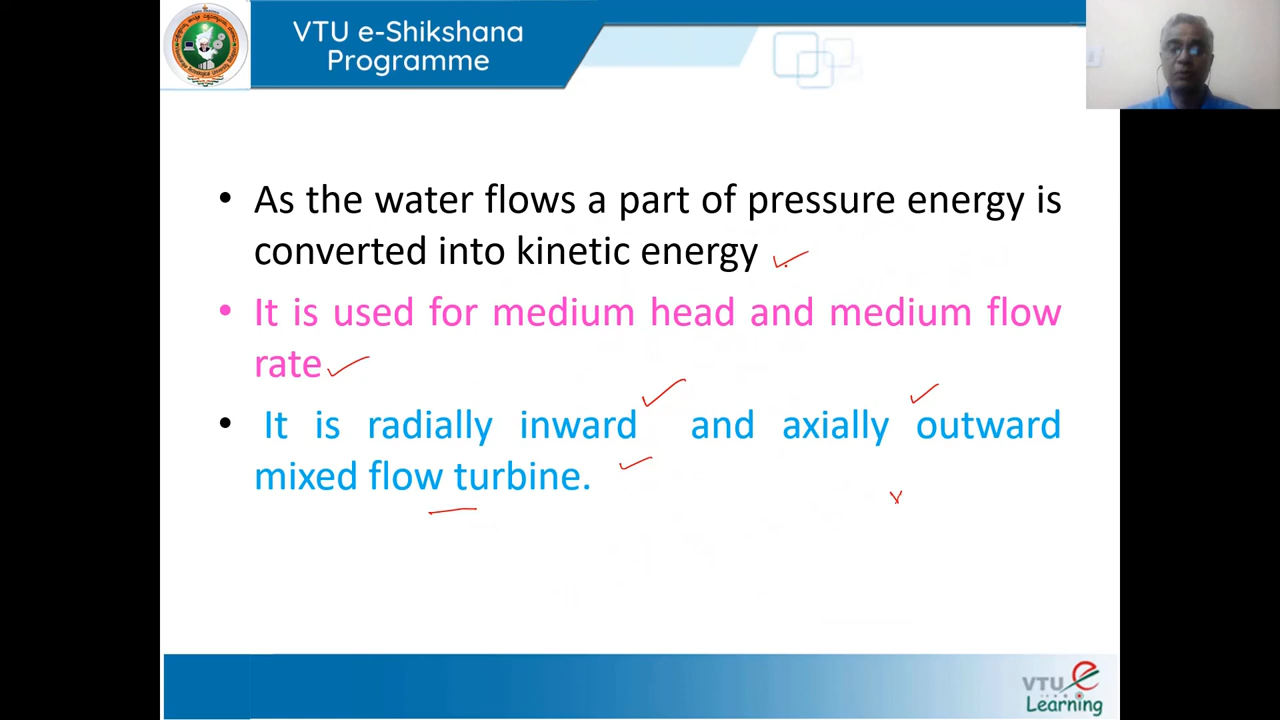 VTU e-Shikshana
Programme
• As the water flows a part of pressure energy is
converted into kinetic energy
• It is used for medium head and medium flow
rate
• It is radially inward and axially outward
mixed flow turbine.
VTU e
Learning